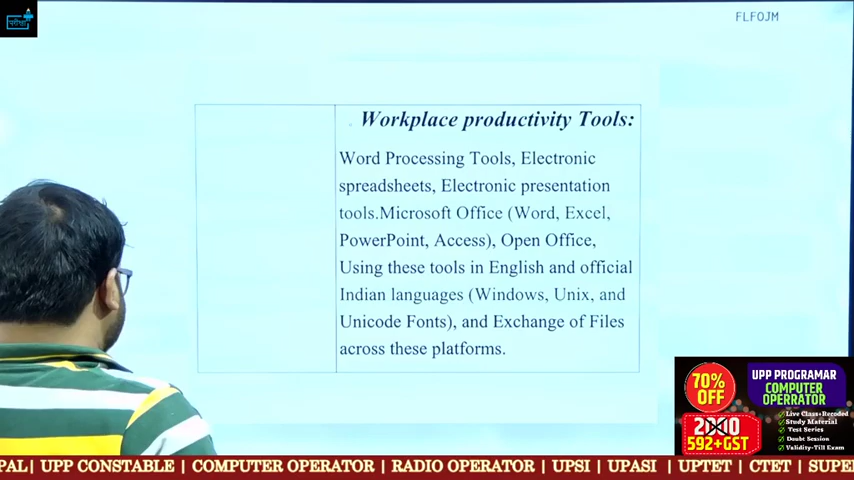 परीक्षा
FLFOJM
Workplace productivity Tools:
Word Processing Tools, Electronic
spreadsheets, Electronic presentation
tools.Microsoft Office (Word, Excel,
PowerPoint, Access), Open Office,
Using these tools in English and official
Indian languages (Windows, Unix, and
Unicode Fonts), and Exchange of Files
across these platforms.
70%
OFF
UPP PROGRAMAR
COMPUTER
OPERRATOR
592+GST
Live Class+Recoded
Study Material
Test Series
Doubt Session
Validity-Till Exam
PAL| UPP CONSTABLE | COMPUTER OPERATOR | RADIO OPERATOR | UPSI | UPASI | UPTET | CTET | SUPE